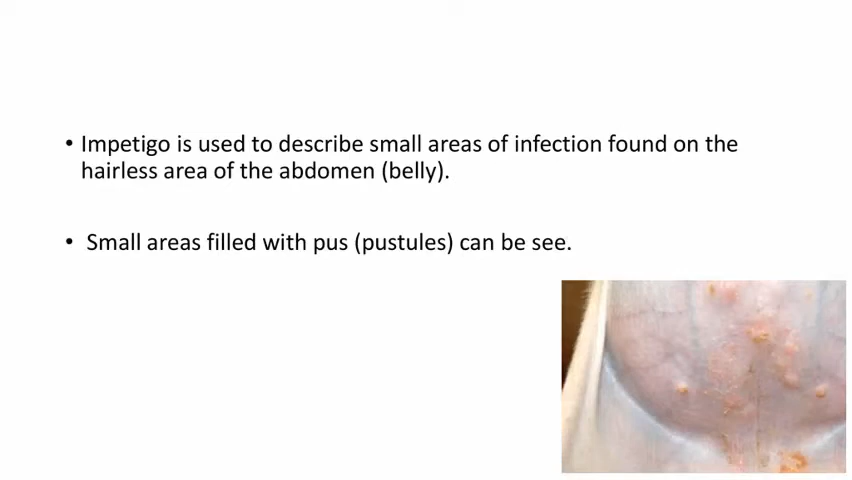 • Impetigo is used to describe small areas of infection found on the
hairless area of the abdomen (belly).
• Small areas filled with pus (pustules) can be see.